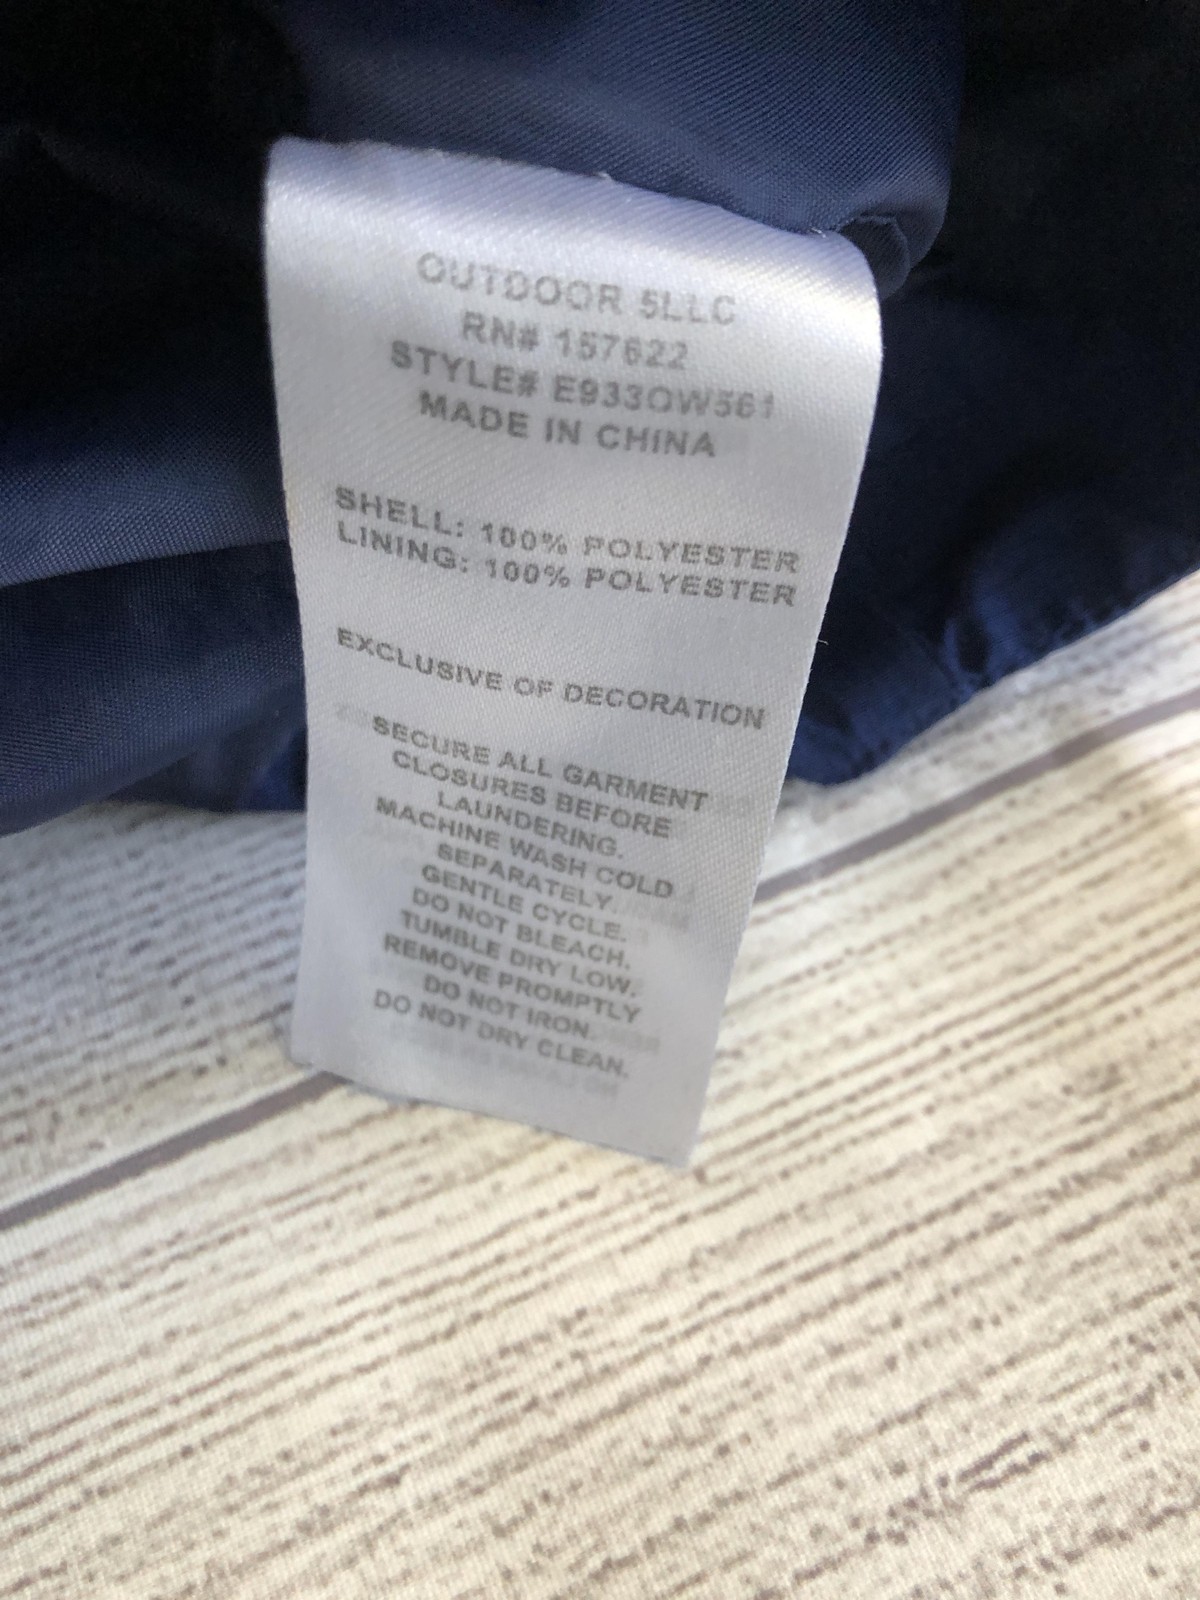 OUTDOOR 5LLC
RN# 157622
STYLE# E933OW561
MADE IN CHINA
SHELL: 100% POLYESTER
LINING: 100% POLYESTER
EXCLUSIVE OF DECORATION
SECURE ALL GARMENT
CLOSURES BEFORE
LAUNDERING.
MACHINE WASH COLD
SEPARATELY.
GENTLE CYCLE.
DO NOT BLEACH.
TUMBLE DRY LOW.
REMOVE PROMPTLY
DO NOT IRON.
DO NOT DRY CLEAN.